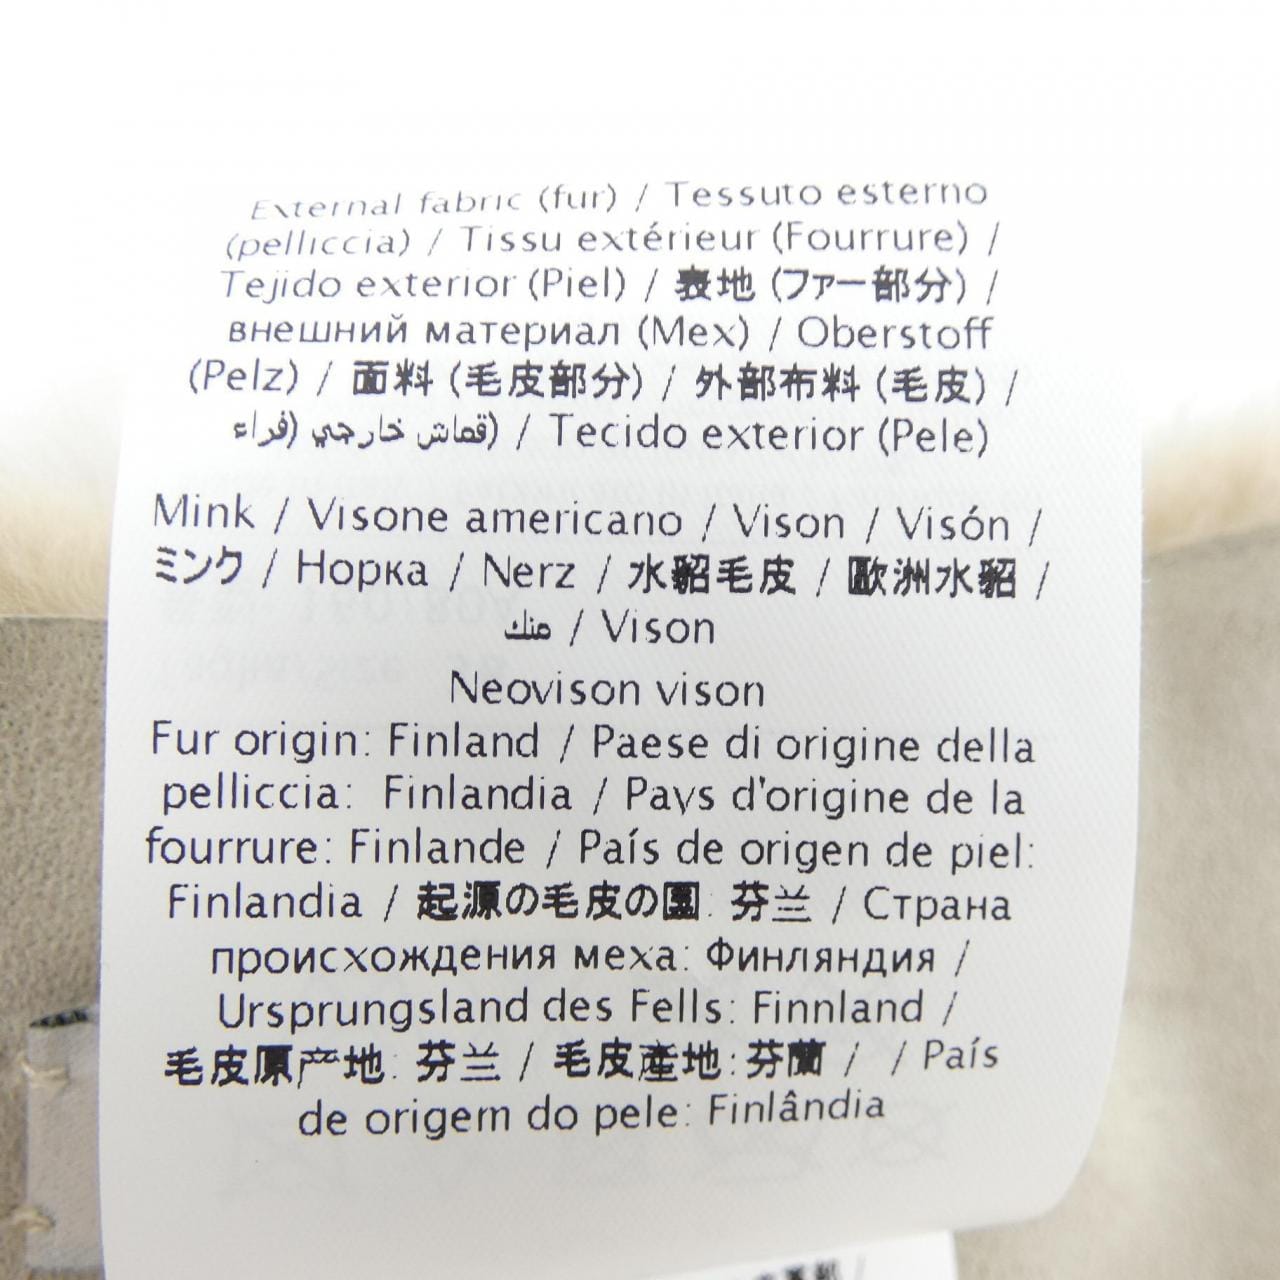 External fabric (fur) / Tessuto esterno
(pelliccia) / Tissu extérieur (Fourrure) /
Tejido exterior (Piel) / 表地 (ファー部分) /
внешний материал (Мех) / Oberstoff
(Pelz) / 面料 (毛皮部分) / 外部布料 (毛皮) /
قماش خارجي (فراء) / Tecido exterior (Pele)
Mink / Visone americano / Vison / Visón /
ミンク / Норка / Nerz / 水貂毛皮 / 歐洲水貂 /
منك / Vison
Neovison vison
Fur origin: Finland / Paese di origine della
pelliccia: Finlandia / Pays d'origine de la
fourrure: Finlande / País de origen de piel:
Finlandia / 起源の毛皮の国: 芬兰 / Страна
происхождения меха: Финляндия /
Ursprungsland des Fells: Finnland /
毛皮原产地: 芬兰 / 毛皮產地: 芬蘭 / / País
de origem do pele: Finlândia